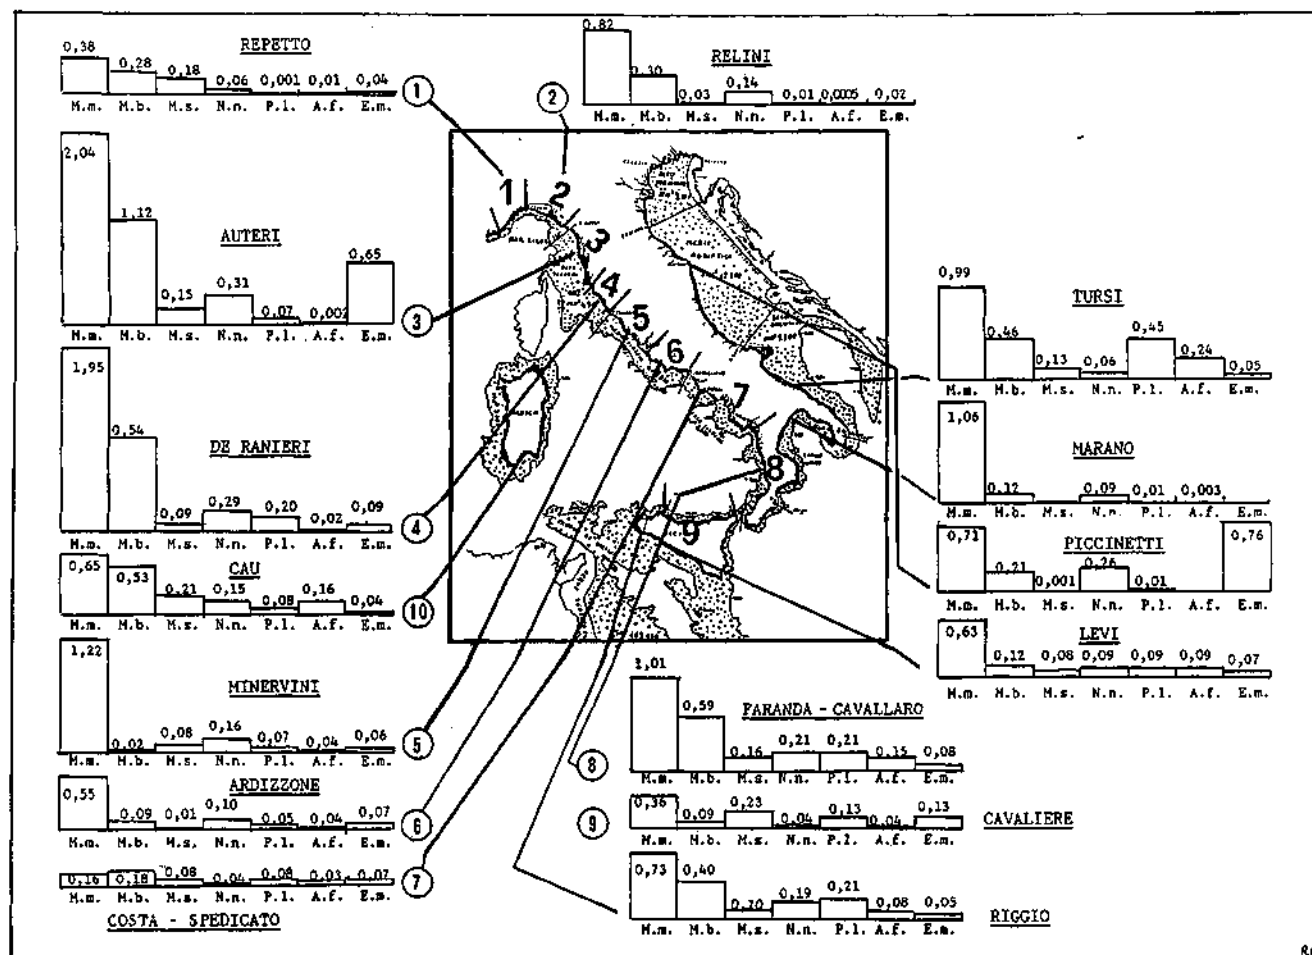 REPETTO
0,38 0,28 0,18 0,06 0,001 0,01 0,04
M.m. M.b. M.s. N.n. P.l. A.f. E.m.
1
RELINI
0.82 0.30 0,03 0,14 0,01 0,0005 0,02
M.m. M.b. M.s. N.n. P.l. A.f. E.m.
2
AUTERI
2,04 1,12 0,15 0,31 0,07 0,002 0,65
M.m. M.b. M.s. N.n. P.l. A.f. E.m.
3
DE RANIERI
1,95 0,54 0,09 0,29 0,20 0,02 0,09
M.m. M.b. M.s. N.n. P.l. A.f. E.m.
4
CAU
0,65 0,53 0,21 0,15 0,08 0,16 0,04
M.m. M.b. M.s. N.n. P.l. A.f. E.m.
10
MINERVINI
1,22 0,02 0,08 0,16 0,07 0,04 0,06
M.m. M.b. M.s. N.n. P.l. A.f. E.m.
5
ARDIZZONE
0,55 0,09 0,01 0,10 0,05 0,04 0,07
M.m. M.b. M.s. N.n. P.l. A.f. E.m.
6
0,16 0,18 0,08 0,04 0,08 0,03 0,07
M.m. M.b. M.s. N.n. P.l. A.f. E.m.
7
COSTA - SPEDICATO
1 2 3 4 5 6 7 8 9
TURSI
0,99 0,46 0,13 0,06 0,45 0,24 0,05
M.m. M.b. M.s. N.n. P.l. A.f. E.m.
MARANO
1,06 0,12 0,09 0,01 0,003
M.m. M.b. M.s. N.n. P.l. A.f. E.m.
PICCINETTI
0,71 0,21 0,001 0,26 0,01 0,76
M.m. M.b. M.s. N.n. P.l. A.f. E.m.
LEVI
0,63 0,12 0,08 0,09 0,09 0,09 0,07
M.m. M.b. M.s. N.n. P.l. A.f. E.m.
FARANDA - CAVALLARO
1,01 0,59 0,16 0,21 0,21 0,15 0,08
M.m. M.b. M.s. N.n. P.l. A.f. E.m.
8
CAVALIERE
0,36 0,09 0,23 0,04 0,13 0,04 0,13
M.m. M.b. M.s. N.n. P.l. A.f. E.m.
9
RIGGIO
0,73 0,40 0,10 0,19 0,21 0,08 0,05
M.m. M.b. M.s. N.n. P.l. A.f. E.m.